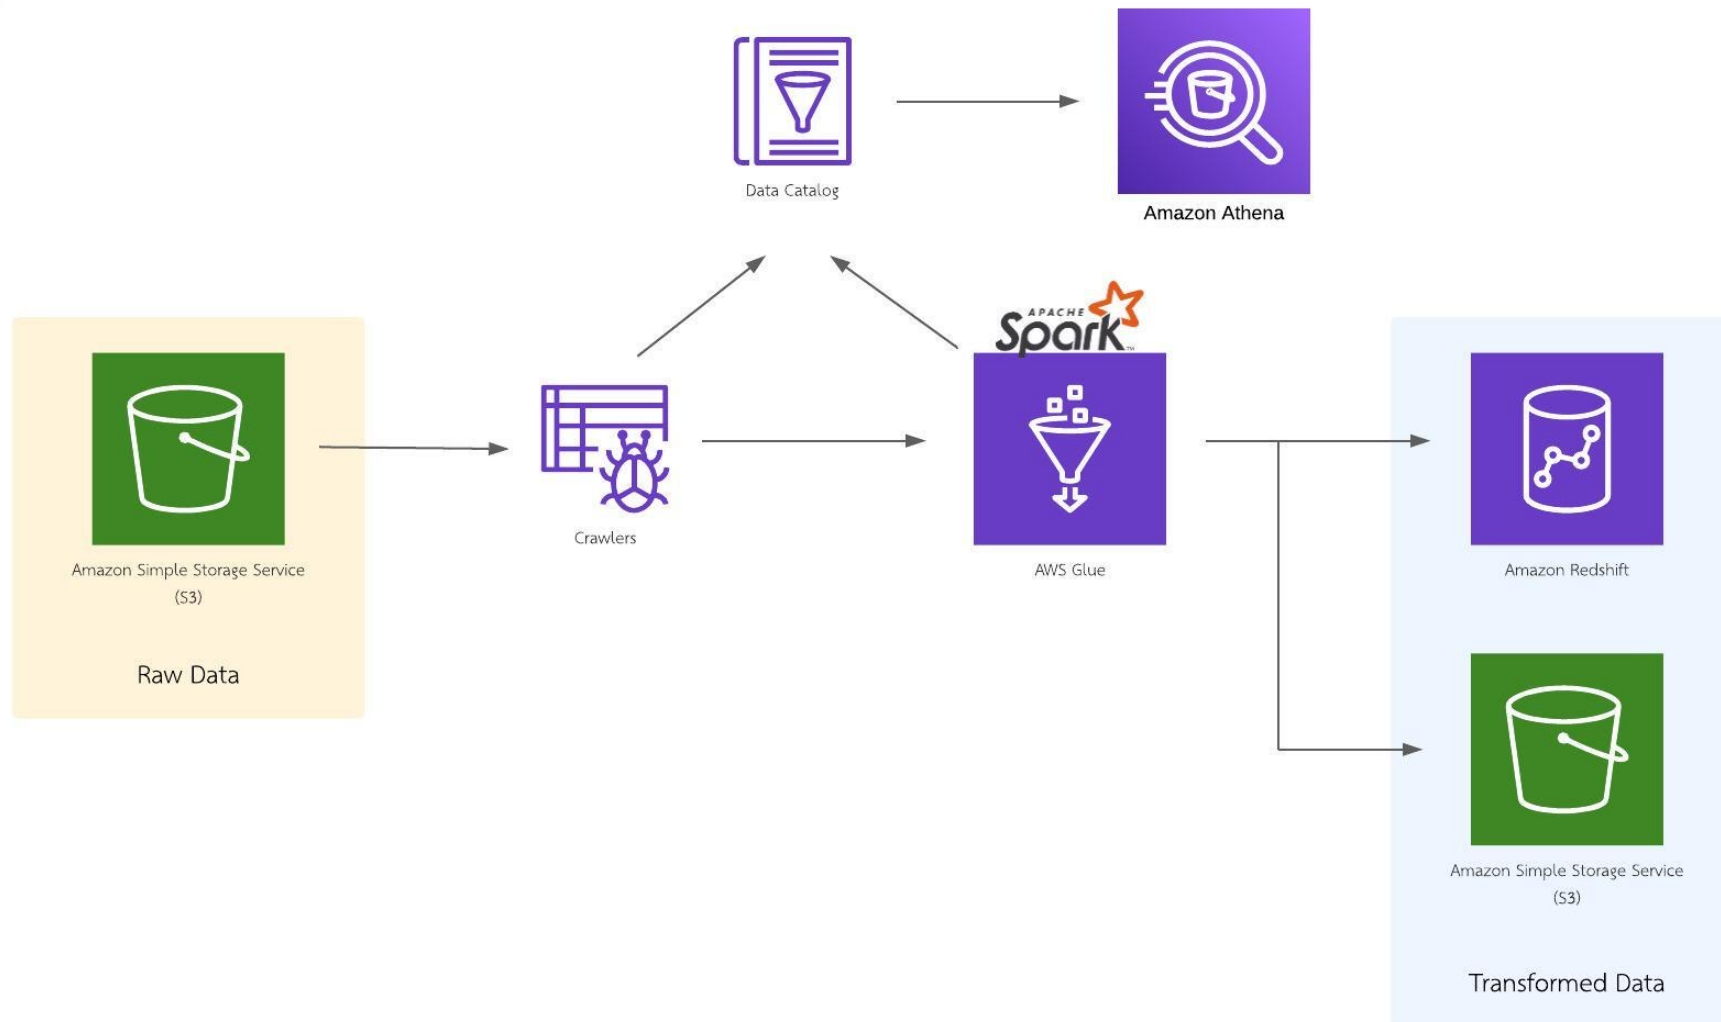 Data Catalog
Amazon Athena
APACHE
Spark™
Amazon Simple Storage Service
(S3)
Raw Data
Crawlers
AWS Glue
Amazon Redshift
Amazon Simple Storage Service
(S3)
Transformed Data